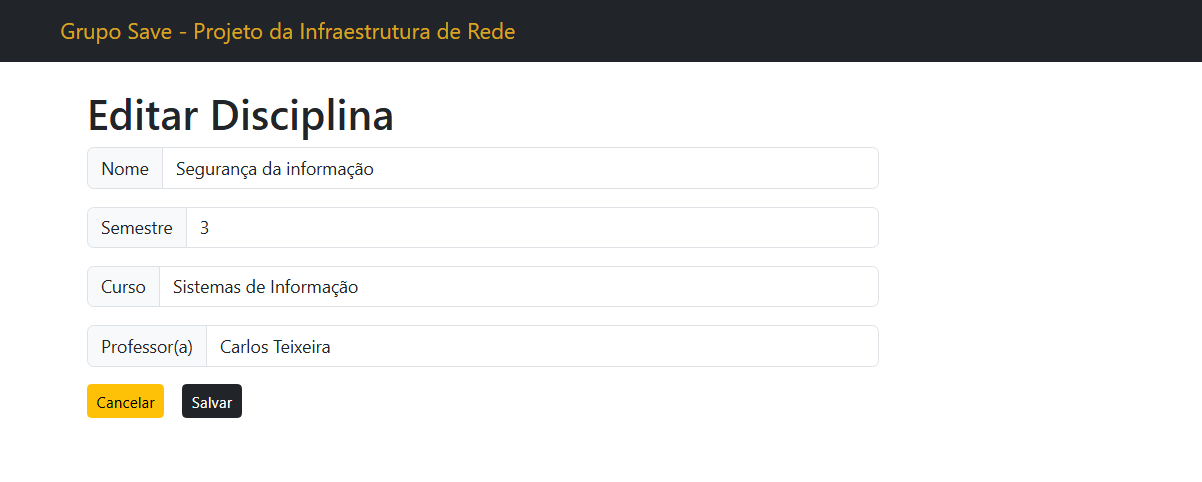 Grupo Save - Projeto da Infraestrutura de Rede
Editar Disciplina
Nome Segurança da informação
Semestre 3
Curso Sistemas de Informação
Professor(a) Carlos Teixeira
Cancelar Salvar